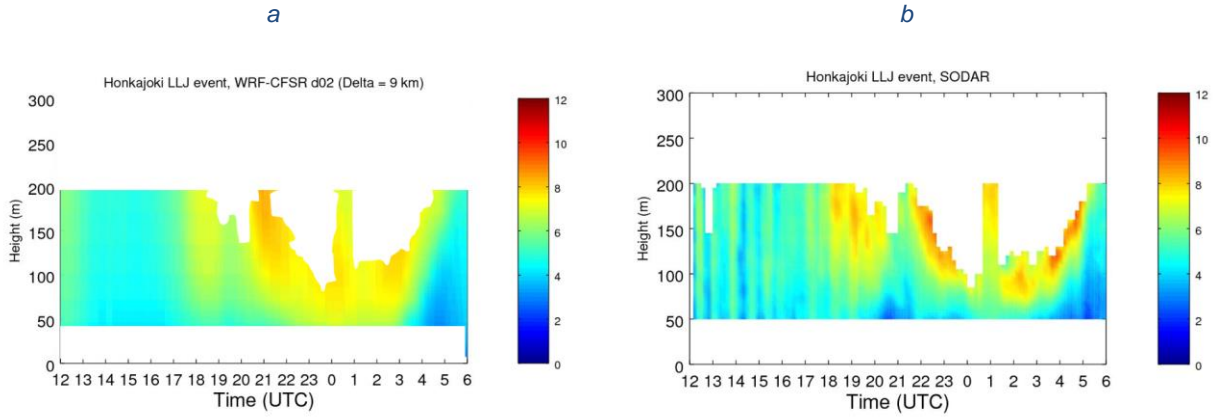 a
b
Honkajoki LLJ event, WRF-CFSR d02 (Delta = 9 km)
300
250
200
150
100
50
0
Height (m)
12 13 14 15 16 17 18 19 20 21 22 23 0 1 2 3 4 5 6
Time (UTC)
12
10
8
6
4
2
0
Honkajoki LLJ event, SODAR
300
250
200
150
100
50
0
Height (m)
12 13 14 15 16 17 18 19 20 21 22 23 0 1 2 3 4 5 6
Time (UTC)
12
10
8
6
4
2
0